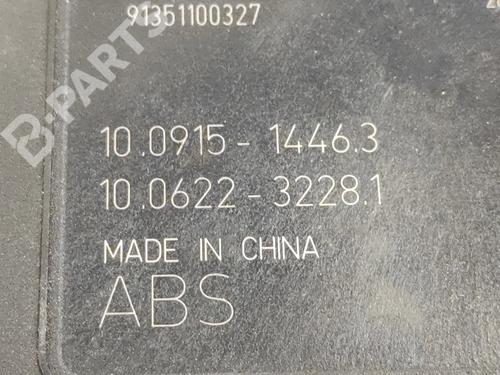 91351100327
10.0915-1446.3
10.0622-3228.1
MADE IN CHINA
ABS
B-PARTS